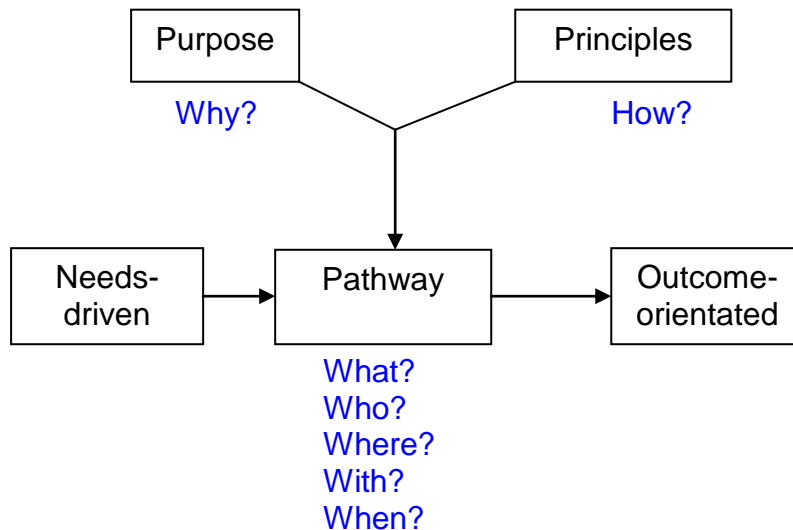 Purpose
Principles
Why?
How?
Needs-
driven
Pathway
Outcome-
orientated
What?
Who?
Where?
With?
When?